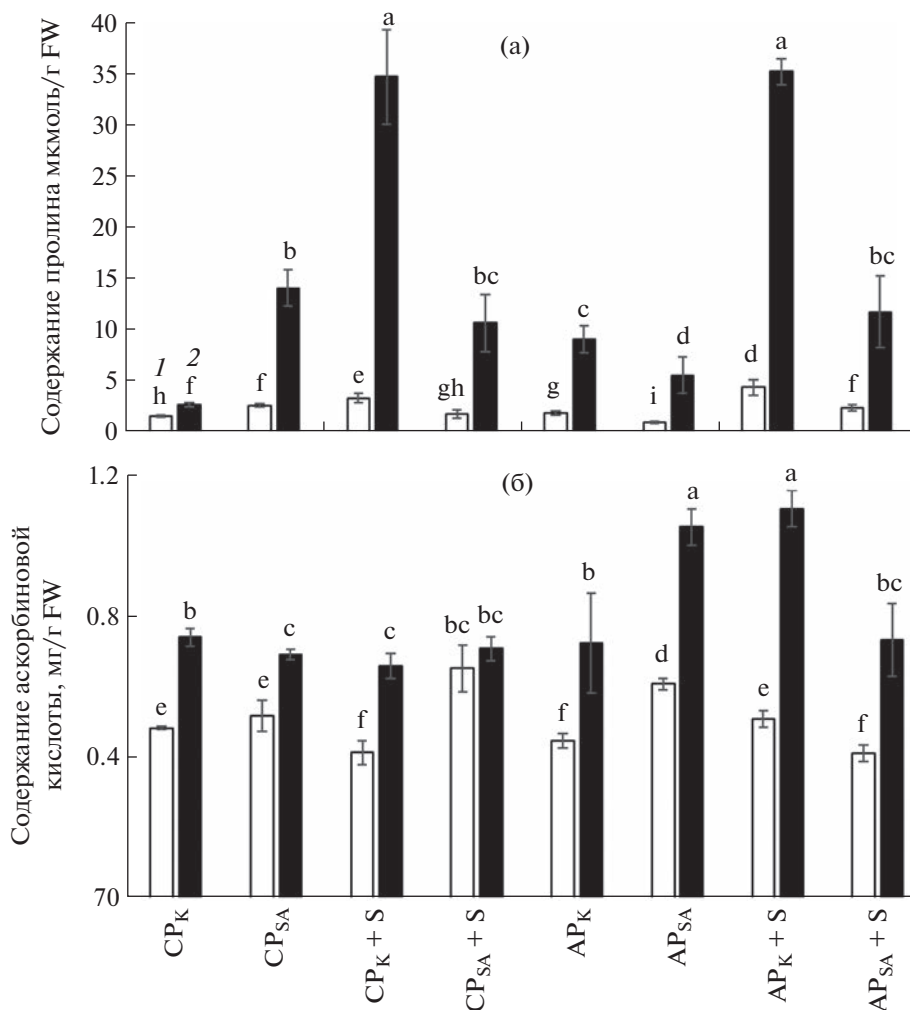 (а)
Содержание пролина мкмоль/г FW
40
35
30
25
20
15
10
5
0
1 2
h f f b e a gh bc g c i d d a f bc
(б)
Содержание аскорбиновой
кислоты, мг/г FW
1.2
0.8
0.4
70
e b e c f c bc bc f b d a e a f bc
CPK
CPSA
CPK + S
CPSA + S
APK
APSA
APK + S
APSA + S